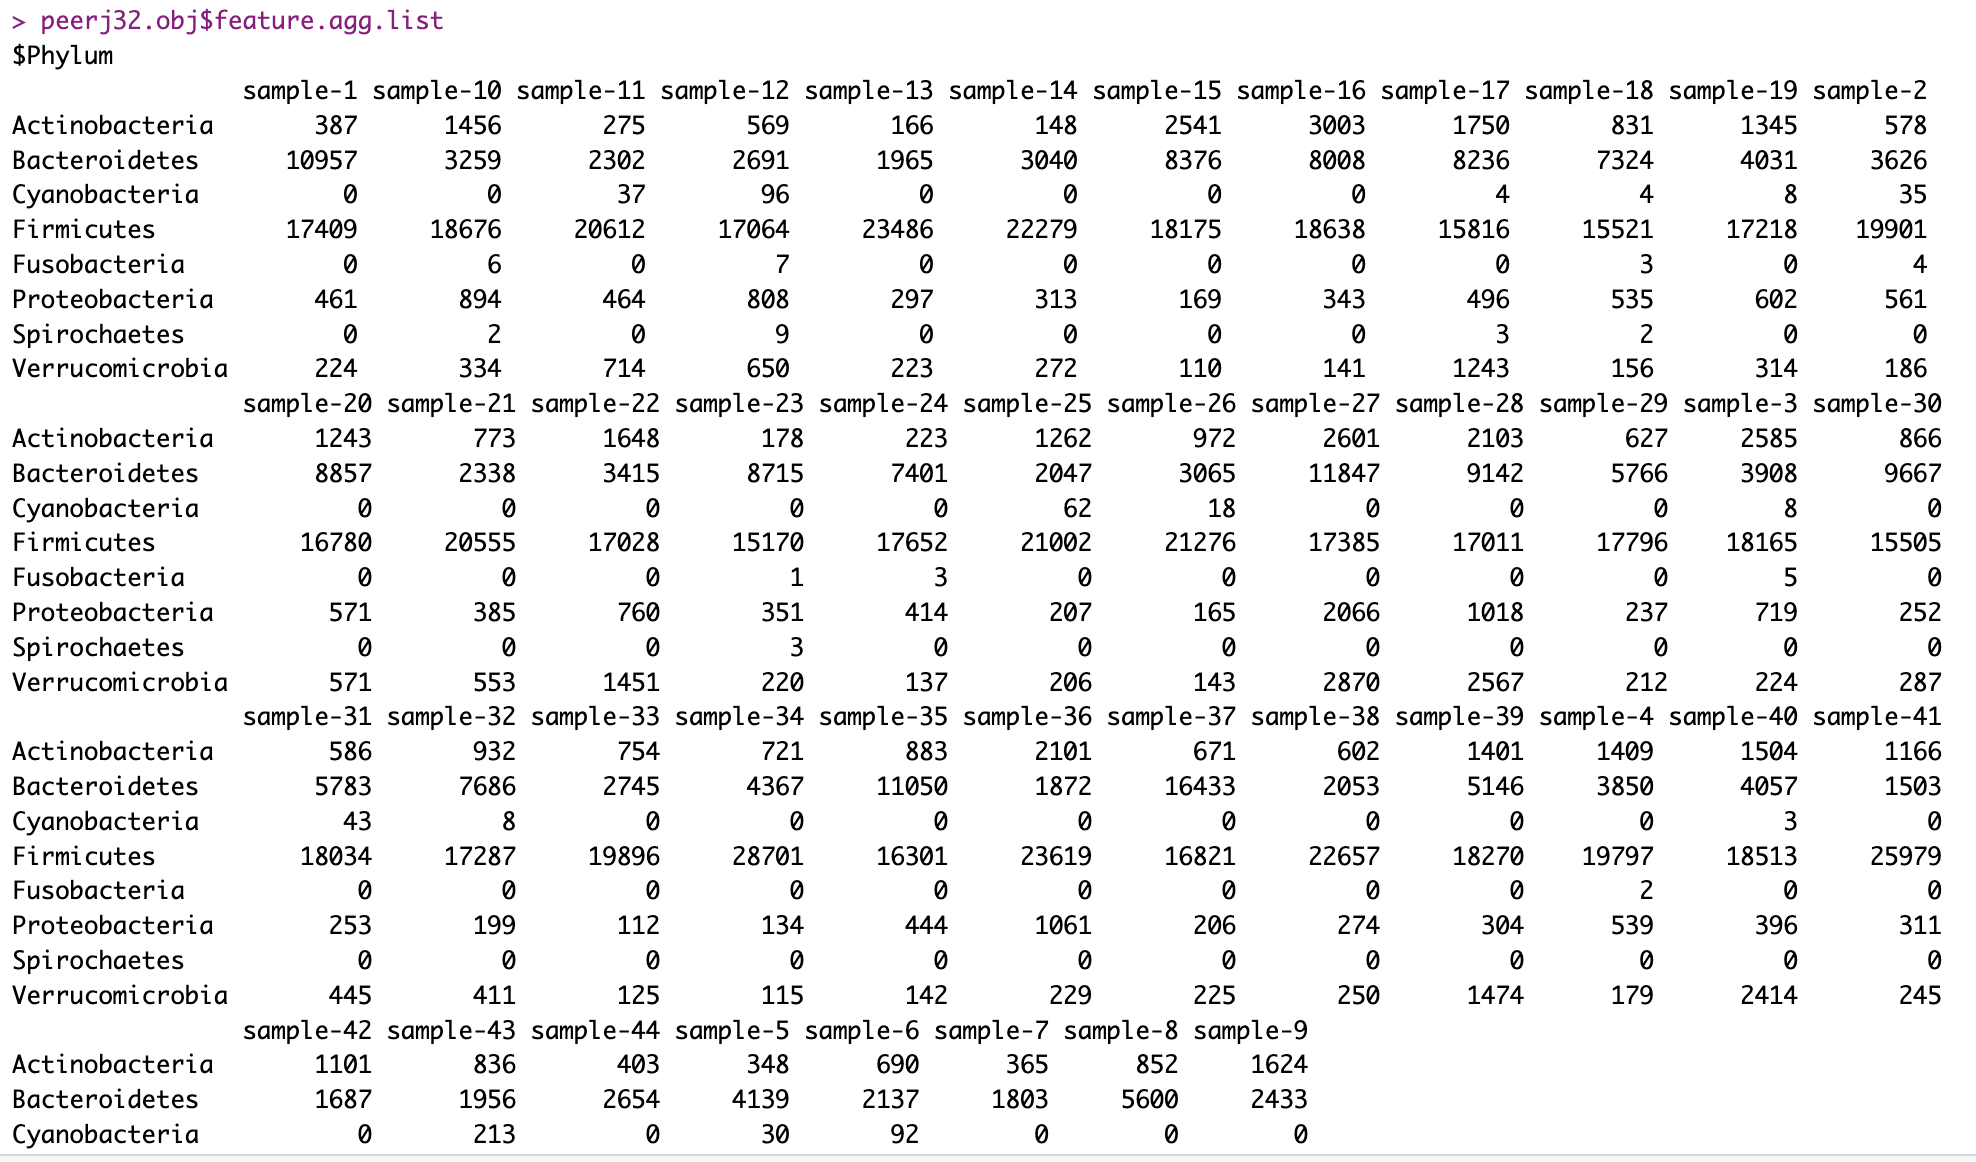 > peerj32.obj$feature.agg.list
$Phylum
                sample-1 sample-10 sample-11 sample-12 sample-13 sample-14 sample-15 sample-16 sample-17 sample-18 sample-19 sample-2
Actinobacteria       387      1456       275       569       166       148      2541      3003      1750       831      1345      578
Bacteroidetes      10957      3259      2302      2691      1965      3040      8376      8008      8236      7324      4031     3626
Cyanobacteria          0         0        37        96         0         0         0         0         4         4         8       35
Firmicutes         17409     18676     20612     17064     23486     22279     18175     18638     15816     15521     17218    19901
Fusobacteria           0         6         0         7         0         0         0         0         0         3         0        4
Proteobacteria       461       894       464       808       297       313       169       343       496       535       602      561
Spirochaetes           0         2         0         9         0         0         0         0         3         2         0        0
Verrucomicrobia      224       334       714       650       223       272       110       141      1243       156       314      186
                sample-20 sample-21 sample-22 sample-23 sample-24 sample-25 sample-26 sample-27 sample-28 sample-29 sample-3 sample-30
Actinobacteria       1243       773      1648       178       223      1262       972      2601      2103       627     2585       866
Bacteroidetes        8857      2338      3415      8715      7401      2047      3065     11847      9142      5766     3908      9667
Cyanobacteria           0         0         0         0         0        62        18         0         0         0        8         0
Firmicutes          16780     20555     17028     15170     17652     21002     21276     17385     17011     17796    18165     15505
Fusobacteria            0         0         0         1         3         0         0         0         0         0        5         0
Proteobacteria        571       385       760       351       414       207       165      2066      1018       237      719       252
Spirochaetes            0         0         0         3         0         0         0         0         0         0        0         0
Verrucomicrobia       571       553      1451       220       137       206       143      2870      2567       212      224       287
                sample-31 sample-32 sample-33 sample-34 sample-35 sample-36 sample-37 sample-38 sample-39 sample-4 sample-40 sample-41
Actinobacteria        586       932       754       721       883      2101       671       602      1401     1409      1504      1166
Bacteroidetes        5783      7686      2745      4367     11050      1872     16433      2053      5146     3850      4057      1503
Cyanobacteria          43         8         0         0         0         0         0         0         0        0         3         0
Firmicutes          18034     17287     19896     28701     16301     23619     16821     22657     18270    19797     18513     25979
Fusobacteria            0         0         0         0         0         0         0         0         0        2         0         0
Proteobacteria        253       199       112       134       444      1061       206       274       304      539       396       311
Spirochaetes            0         0         0         0         0         0         0         0         0        0         0         0
Verrucomicrobia       445       411       125       115       142       229       225       250      1474      179      2414       245
                sample-42 sample-43 sample-44 sample-5 sample-6 sample-7 sample-8 sample-9
Actinobacteria       1101       836       403      348      690      365      852     1624
Bacteroidetes        1687      1956      2654     4139     2137     1803     5600     2433
Cyanobacteria           0       213         0       30       92        0        0        0